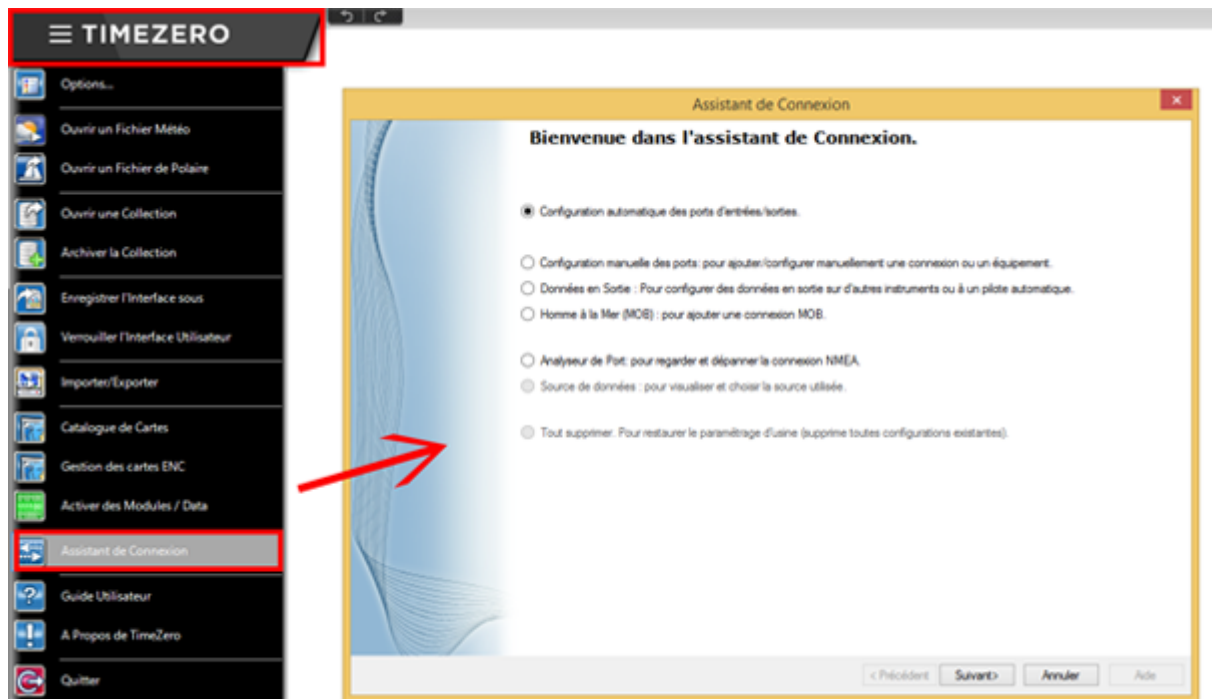 TIMEZERO
Options...
Ouvrir un Fichier Météo
Ouvrir un Fichier de Polaire
Ouvrir une Collection
Archiver la Collection
Enregistrer l'Interface sous
Verrouiller l'Interface Utilisateur
Importer/Exporter
Catalogue de Cartes
Gestion des cartes ENC
Activer des Modules / Data
Assistant de Connexion
Guide Utilisateur
A Propos de TimeZero
Quitter
Assistant de Connexion
Bienvenue dans l'assistant de Connexion.
Configuration automatique des ports d'entrées/sorties.
Configuration manuelle des ports: pour ajouter/configurer manuellement une connexion ou un équipement.
Données en Sortie : Pour configurer des données en sortie sur d'autres instruments ou à un pilote automatique.
Homme à la Mer (MOB) : pour ajouter une connexion MOB.
Analyseur de Port: pour regarder et dépanner la connexion NMEA.
Source de données : pour visualiser et choisir la source utilisée.
Tout supprimer. Pour restaurer le paramétrage d'usine (supprime toutes configurations existantes).
< Précédent
Suivant>
Annuler
Aide